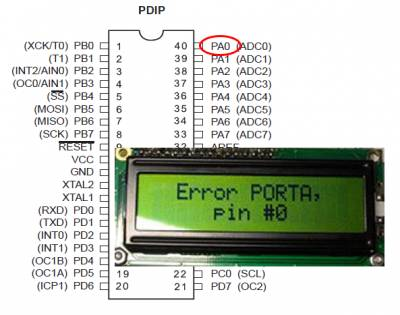 PDIP
(XCK/T0) PB0 1 40 PA0 (ADC0)
(T1) PB1 2 39 PA1 (ADC1)
(INT2/AIN0) PB2 3 38 PA2 (ADC2)
(OC0/AIN1) PB3 4 37 PA3 (ADC3)
(SS) PB4 5 36 PA4 (ADC4)
(MOSI) PB5 6 35 PA5 (ADC5)
(MISO) PB6 7 34 PA6 (ADC6)
(SCK) PB7 8 33 PA7 (ADC7)
RESET 9 32 AREF
VCC
GND
XTAL2
XTAL1
(RXD) PD0
(TXD) PD1
(INT0) PD2
(INT1) PD3
(OC1B) PD4
(OC1A) PD5 19 22 PC0 (SCL)
(ICP1) PD6 20 21 PD7 (OC2)
Error PORTA,
pin #0